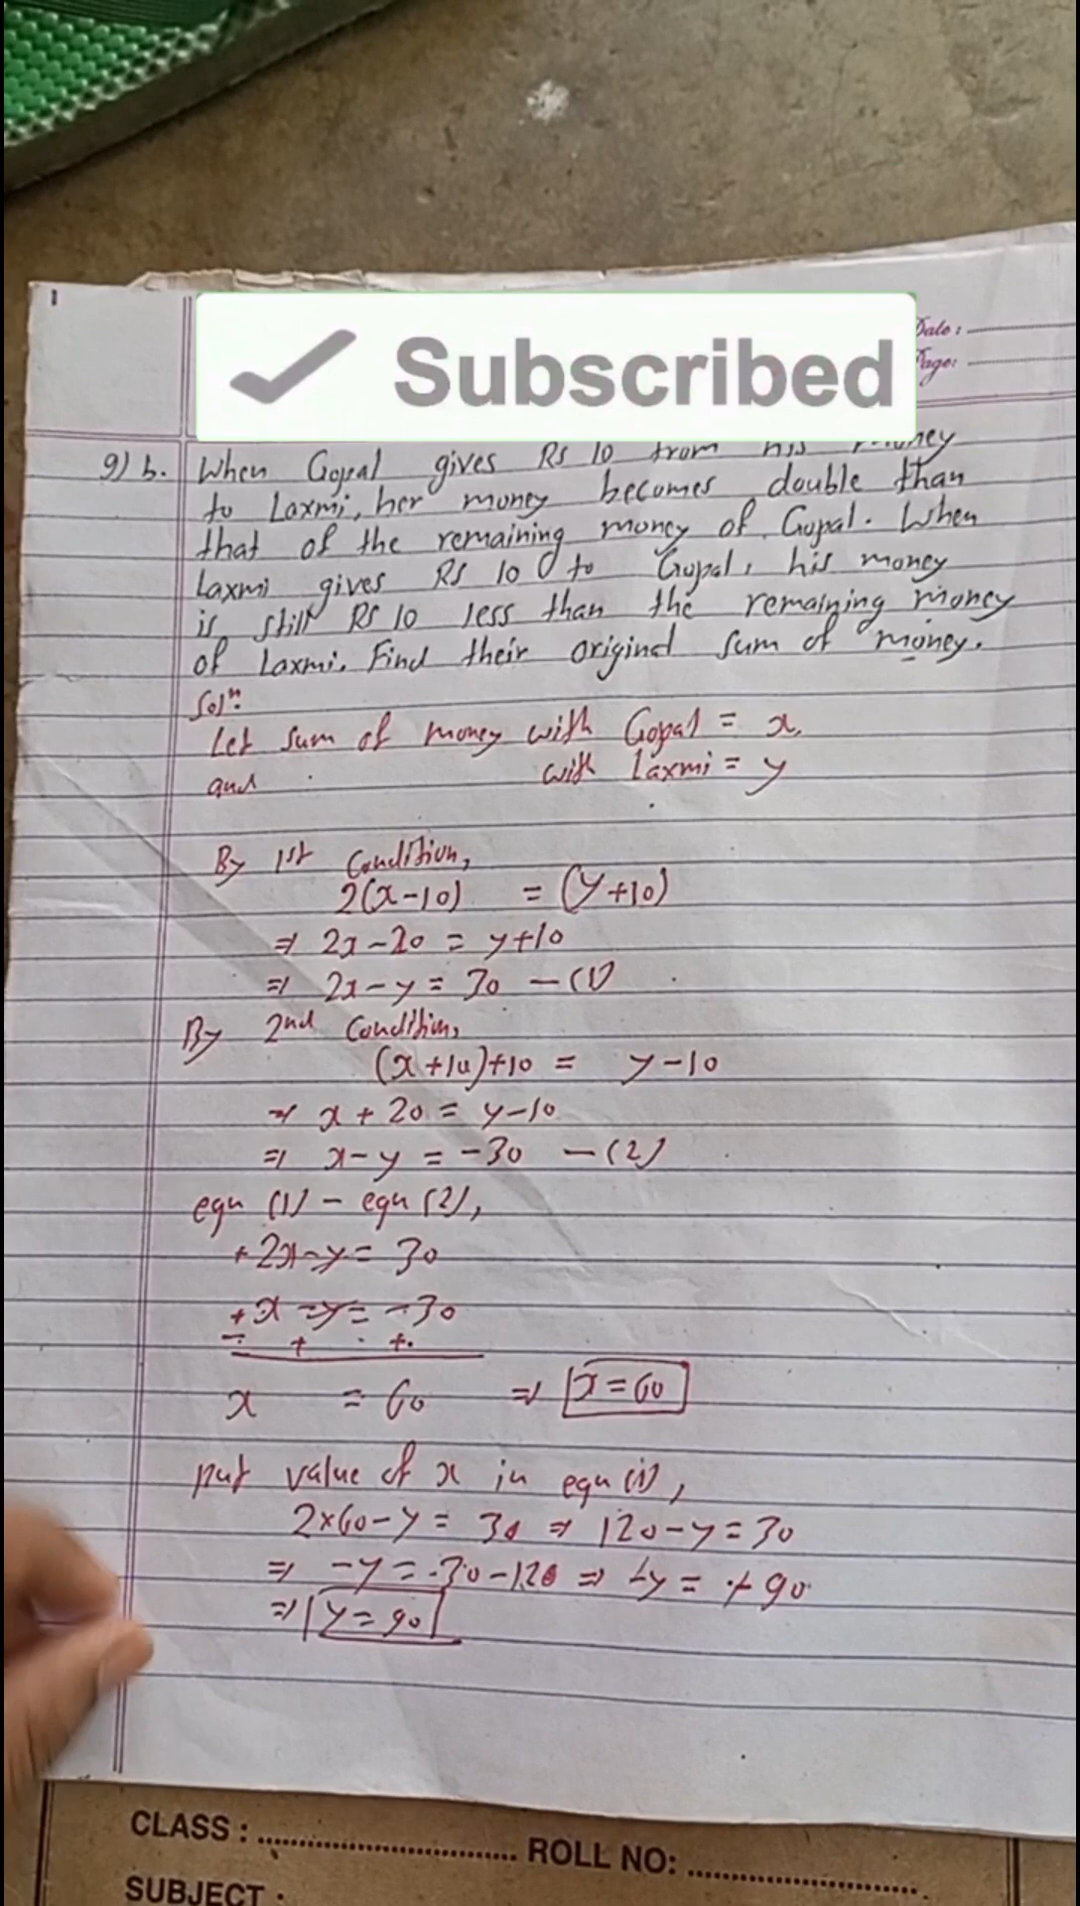 ✓ Subscribed
Date :
Page:
9) b. When Gopal gives RS 10 from his money
to Laxmi, her money becomes double than
that of the remaining money of Gopal. When
Laxmi gives RS 10 to Gopal, his money
is still RS 10 less than the remaining money
of Laxmi. Find their original sum of money.
Solⁿ:
Let sum of money with Gopal = x,
and with Laxmi = y
By 1st Condition,
2(x-10) = (y+10)
⇒ 2x-20 = y+10
⇒ 2x-y = 30 —(1)
By 2nd Condition,
(x+10)+10 = y-10
⇒ x + 20 = y-10
⇒ x-y = -30 —(2)
eqn (1) - eqn (2),
+2x-y = 30
+x -y = -30
- + +
x = 60 ⇒ x=60
put value of x in eqn (1),
2×60-y = 30 ⇒ 120-y=30
⇒ -y = 30-120 ⇒ -y = -90
⇒ y=90
CLASS : ROLL NO:
SUBJECT :